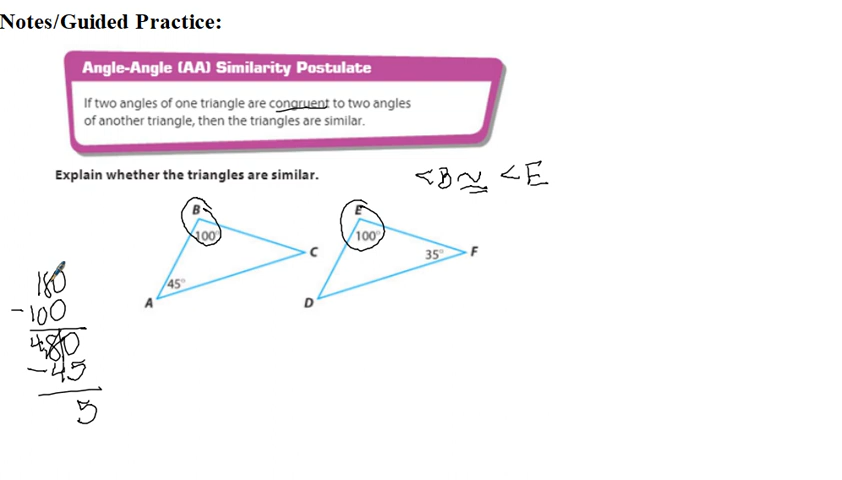 Notes/Guided Practice:
Angle-Angle (AA) Similarity Postulate
If two angles of one triangle are congruent to two angles
of another triangle, then the triangles are similar.
Explain whether the triangles are similar.
<B ≅ <E
B
100°
C
45°
A
E
100°
35°
F
D
180
-100
80
-45
5